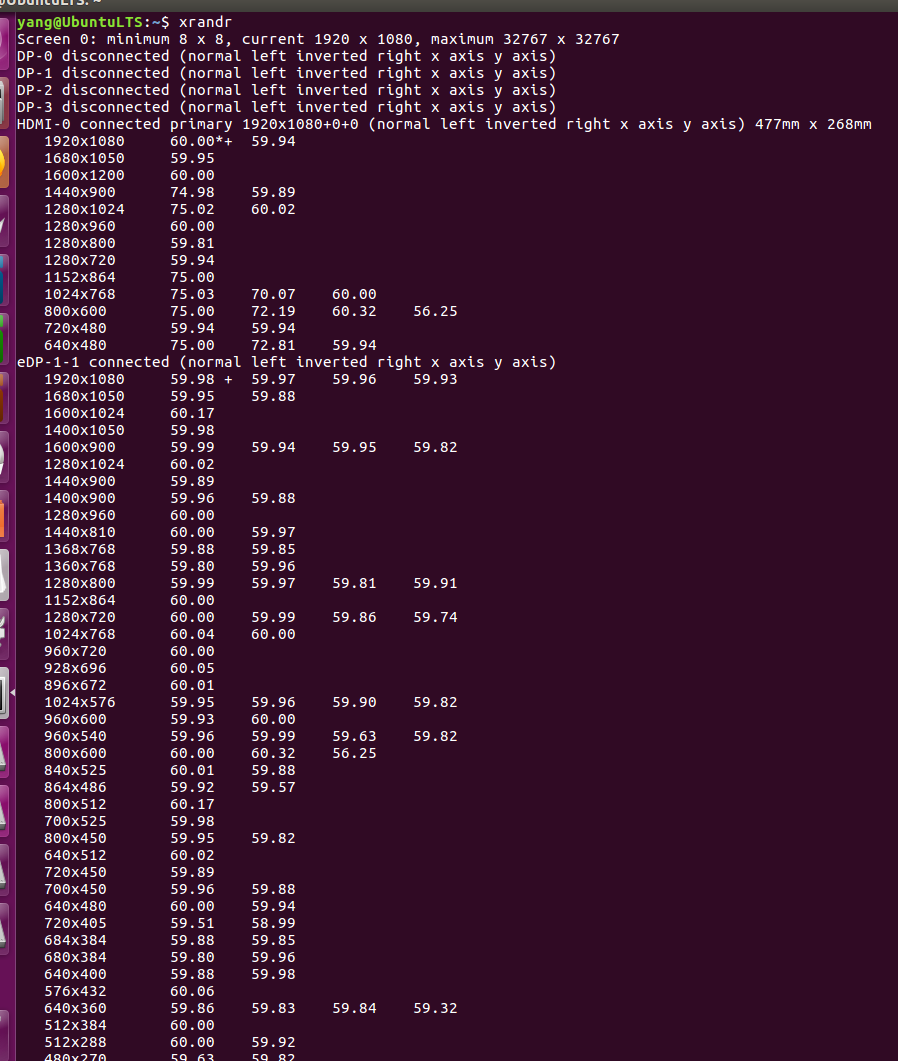 yang@UbuntuLTS:~$ xrandr
Screen 0: minimum 8 x 8, current 1920 x 1080, maximum 32767 x 32767
DP-0 disconnected (normal left inverted right x axis y axis)
DP-1 disconnected (normal left inverted right x axis y axis)
DP-2 disconnected (normal left inverted right x axis y axis)
DP-3 disconnected (normal left inverted right x axis y axis)
HDMI-0 connected primary 1920x1080+0+0 (normal left inverted right x axis y axis) 477mm x 268mm
   1920x1080     60.00*+  59.94
   1680x1050     59.95
   1600x1200     60.00
   1440x900      74.98    59.89
   1280x1024     75.02    60.02
   1280x960      60.00
   1280x800      59.81
   1280x720      59.94
   1152x864      75.00
   1024x768      75.03    70.07    60.00
   800x600       75.00    72.19    60.32    56.25
   720x480       59.94    59.94
   640x480       75.00    72.81    59.94
eDP-1-1 connected (normal left inverted right x axis y axis)
   1920x1080     59.98 +  59.97    59.96    59.93
   1680x1050     59.95    59.88
   1600x1024     60.17
   1400x1050     59.98
   1600x900      59.99    59.94    59.95    59.82
   1280x1024     60.02
   1440x900      59.89
   1400x900      59.96    59.88
   1280x960      60.00
   1440x810      60.00    59.97
   1368x768      59.88    59.85
   1360x768      59.80    59.96
   1280x800      59.99    59.97    59.81    59.91
   1152x864      60.00
   1280x720      60.00    59.99    59.86    59.74
   1024x768      60.04    60.00
   960x720       60.00
   928x696       60.05
   896x672       60.01
   1024x576      59.95    59.96    59.90    59.82
   960x600       59.93    60.00
   960x540       59.96    59.99    59.63    59.82
   800x600       60.00    60.32    56.25
   840x525       60.01    59.88
   864x486       59.92    59.57
   800x512       60.17
   700x525       59.98
   800x450       59.95    59.82
   640x512       60.02
   720x450       59.89
   700x450       59.96    59.88
   640x480       60.00    59.94
   720x405       59.51    58.99
   684x384       59.88    59.85
   680x384       59.80    59.96
   640x400       59.88    59.98
   576x432       60.06
   640x360       59.86    59.83    59.84    59.32
   512x384       60.00
   512x288       60.00    59.92
   480x270       59.63    59.82